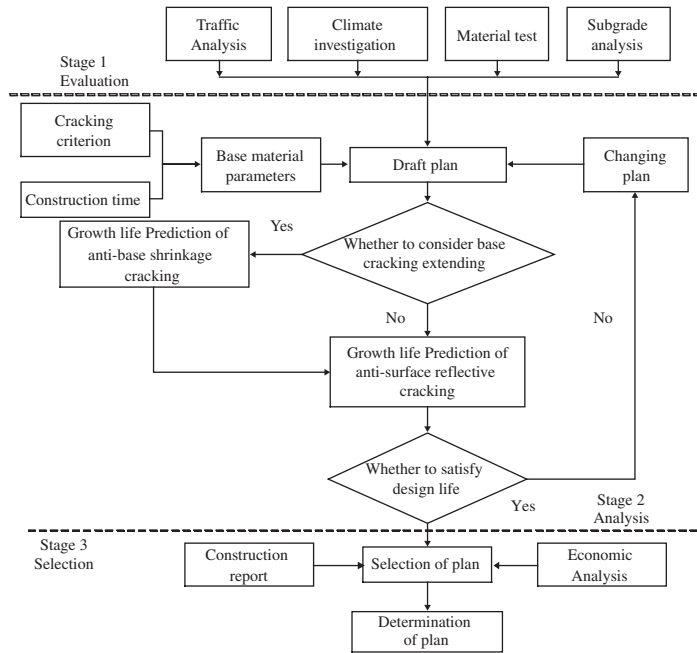 Traffic
Analysis
Climate
investigation
Material test
Subgrade
analysis
Stage 1
Evaluation
Cracking
criterion
Construction time
Base material
parameters
Draft plan
Changing
plan
Yes
Growth life Prediction of
anti-base shrinkage
cracking
Whether to consider base
cracking extending
No
No
Growth life Prediction of
anti-surface reflective
cracking
Whether to satisfy
design life
Yes
Stage 2
Analysis
Stage 3
Selection
Construction
report
Selection of plan
Economic
Analysis
Determination
of plan